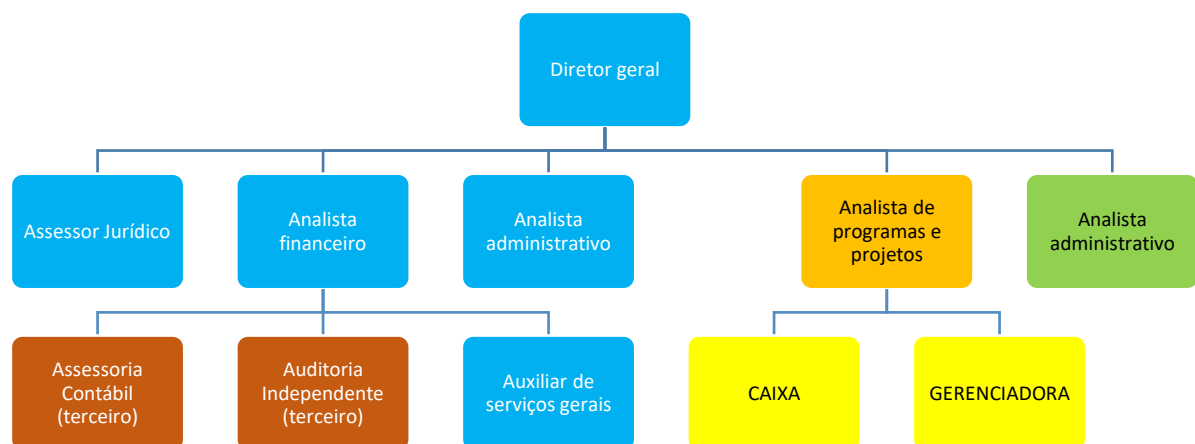 Diretor geral
Assessor Jurídico
Analista
financeiro
Analista
administrativo
Analista de
programas e
projetos
Analista
administrativo
Assessoria
Contábil
(terceiro)
Auditoria
Independente
(terceiro)
Auxiliar de
serviços gerais
CAIXA
GERENCIADORA